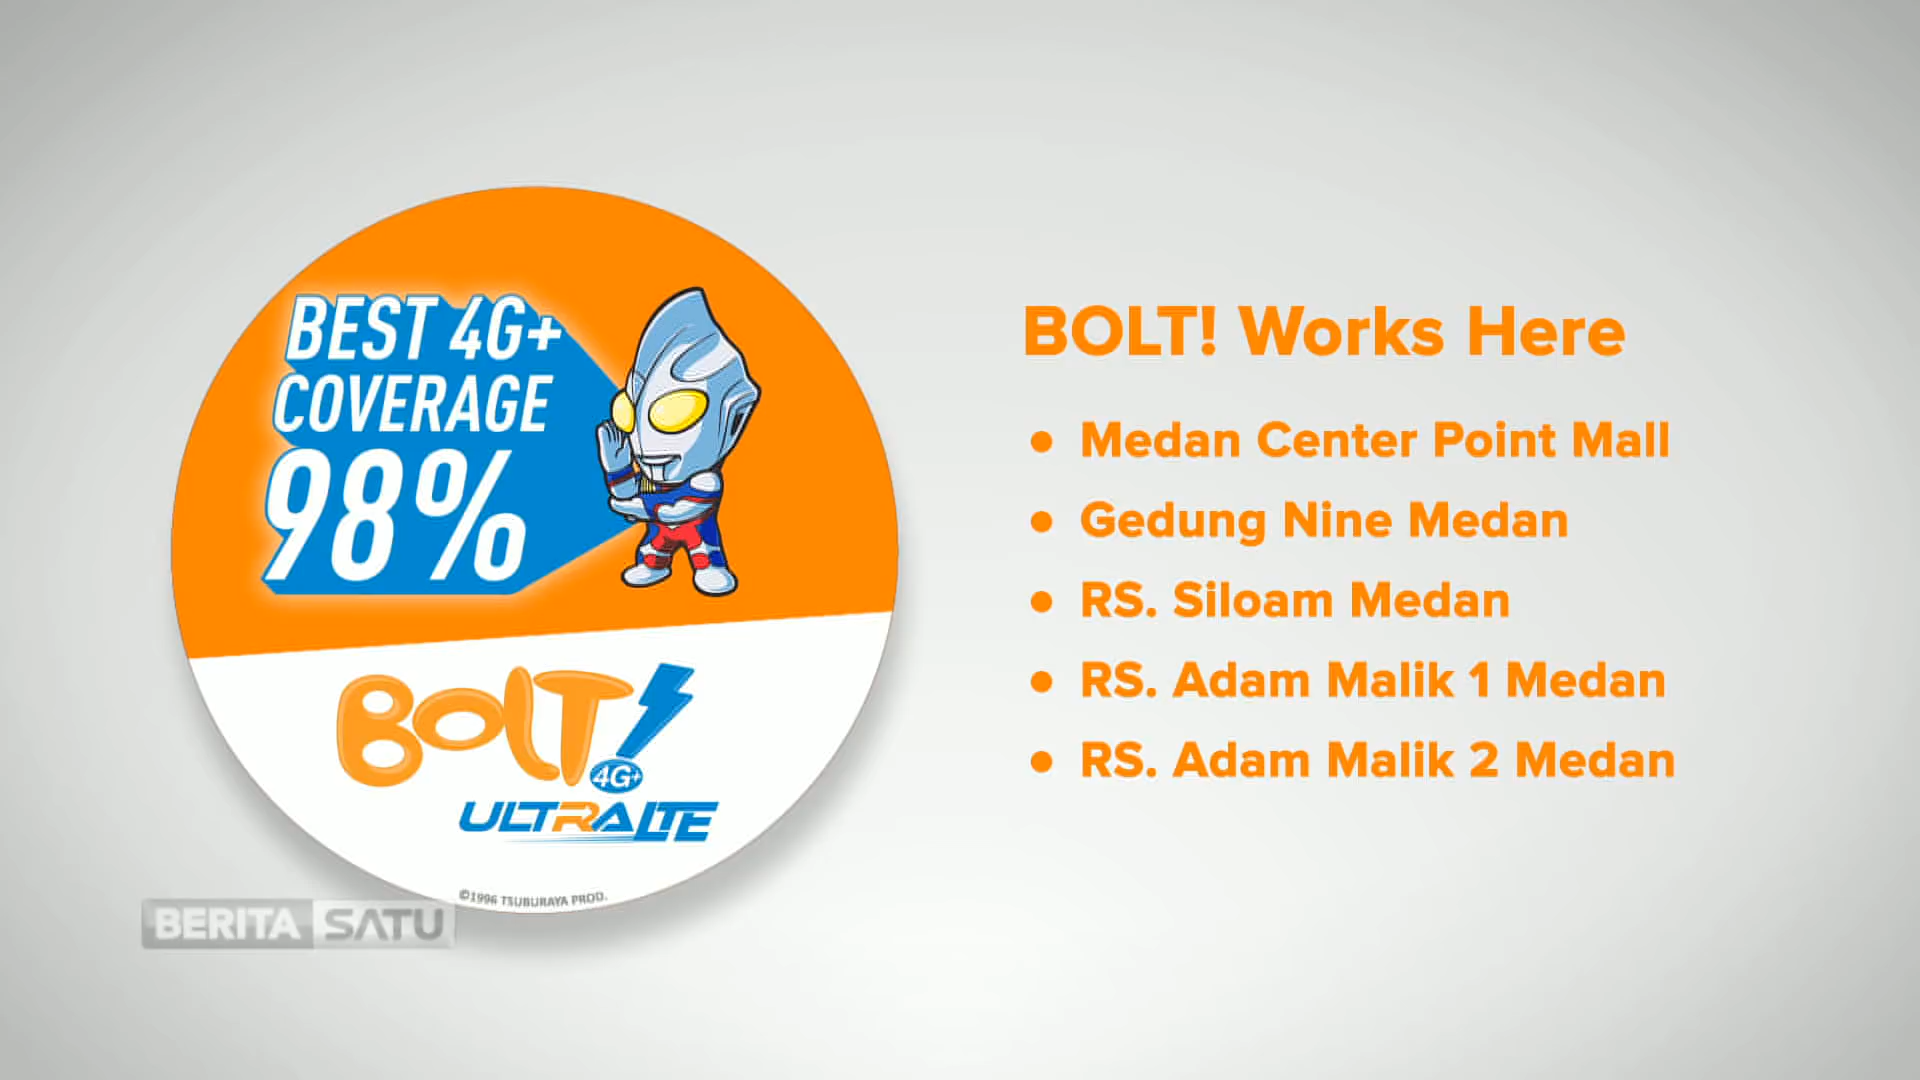 BEST 4G+
COVERAGE
98%
BOLT!
4G+
ULTRA LTE
©1996 TSUBURAYA PROD.
BERITA SATU
BOLT! Works Here
• Medan Center Point Mall
• Gedung Nine Medan
• RS. Siloam Medan
• RS. Adam Malik 1 Medan
• RS. Adam Malik 2 Medan